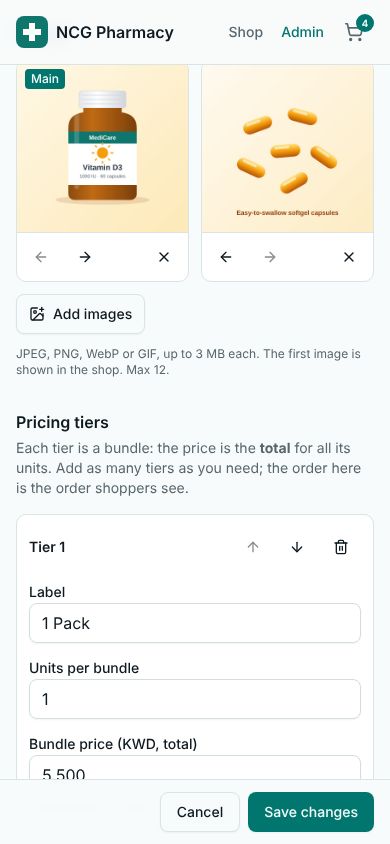 NCG Pharmacy
Shop
Admin
4
Main
MediCare
Vitamin D3
1000 IU · 60 capsules
Easy-to-swallow softgel capsules
Add images
JPEG, PNG, WebP or GIF, up to 3 MB each. The first image is
shown in the shop. Max 12.
Pricing tiers
Each tier is a bundle: the price is the total for all its
units. Add as many tiers as you need; the order here
is the order shoppers see.
Tier 1
Label
1 Pack
Units per bundle
1
Bundle price (KWD, total)
5.500
Cancel
Save changes